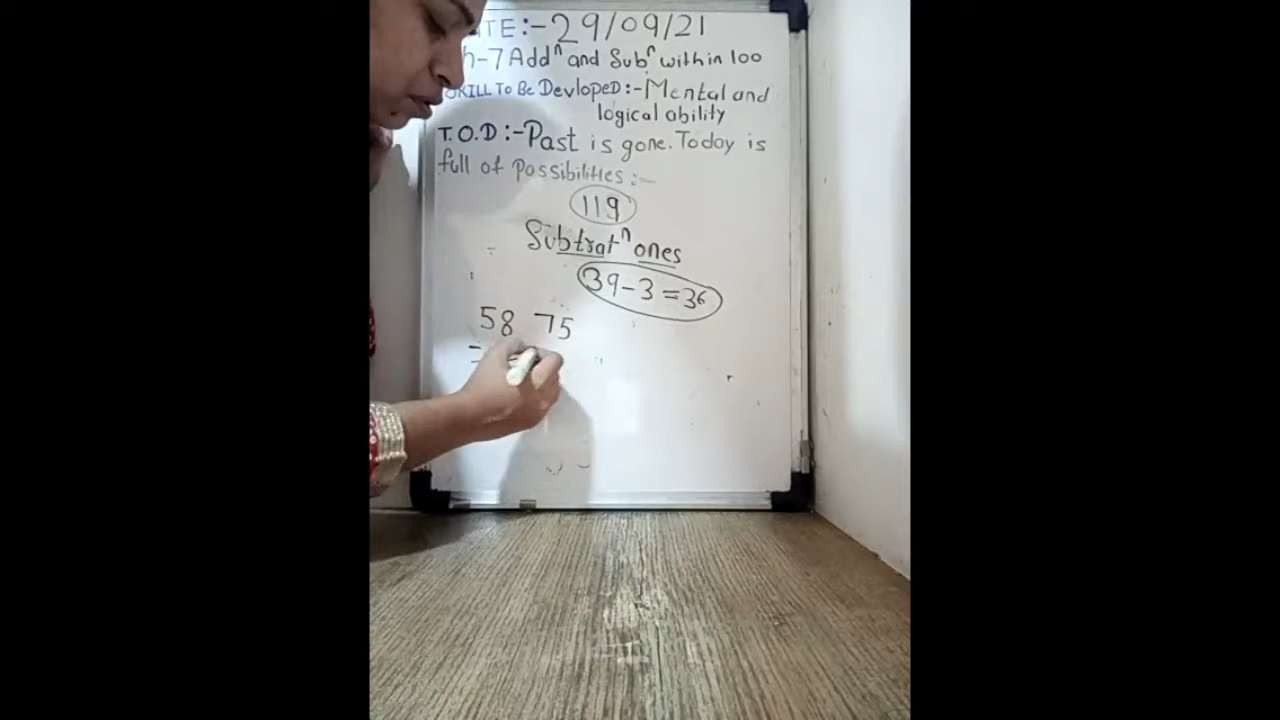 TE:-29/09/21
h-7 Addⁿ and Subⁿ within 100
SKILL To Be DevLopeD:-Mental and
logical ability
T.O.D:-Past is gone. Today is
full of Possibilities:-
119
Subtratⁿ ones
39-3=36
58 75
-